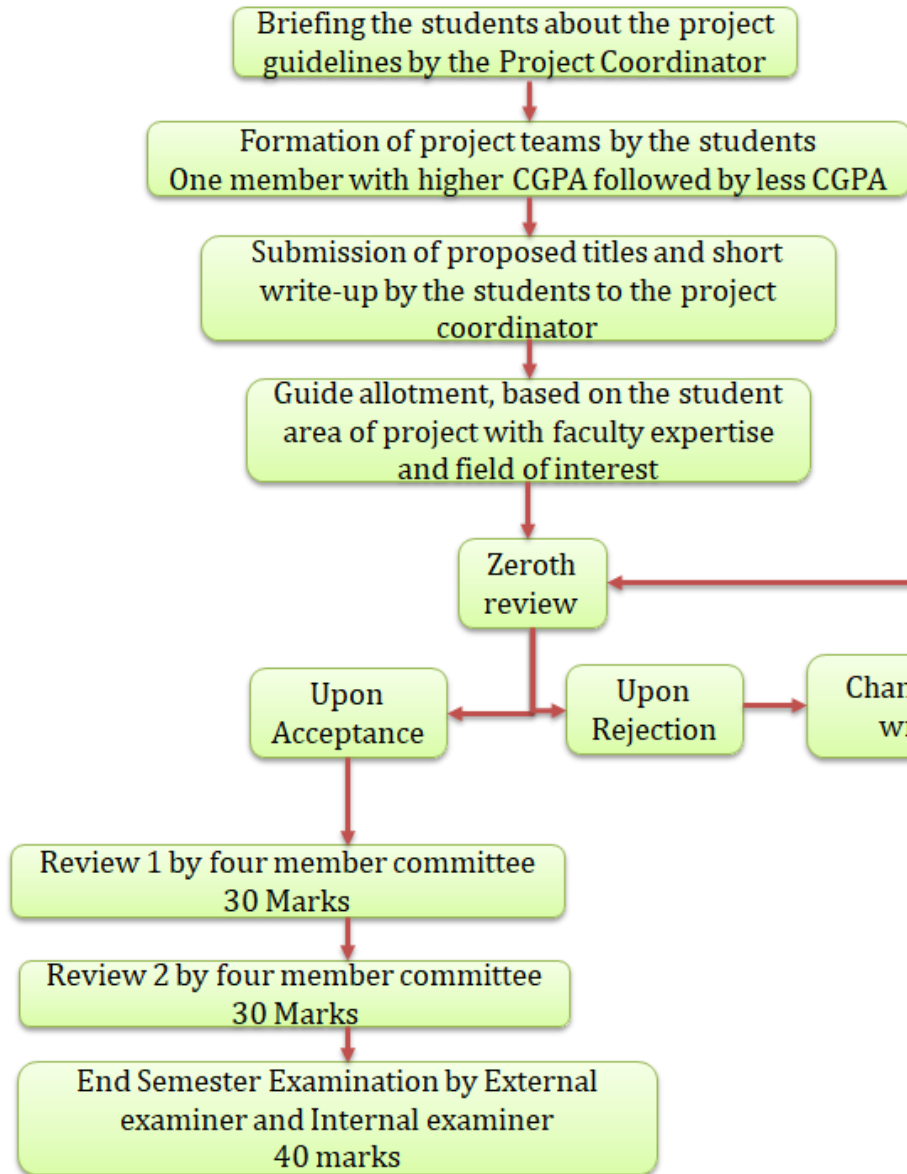 Briefing the students about the project
guidelines by the Project Coordinator
Formation of project teams by the students
One member with higher CGPA followed by less CGPA
Submission of proposed titles and short
write-up by the students to the project
coordinator
Guide allotment, based on the student
area of project with faculty expertise
and field of interest
Zeroth
review
Upon
Acceptance
Upon
Rejection
Review 1 by four member committee
30 Marks
Review 2 by four member committee
30 Marks
End Semester Examination by External
examiner and Internal examiner
40 marks